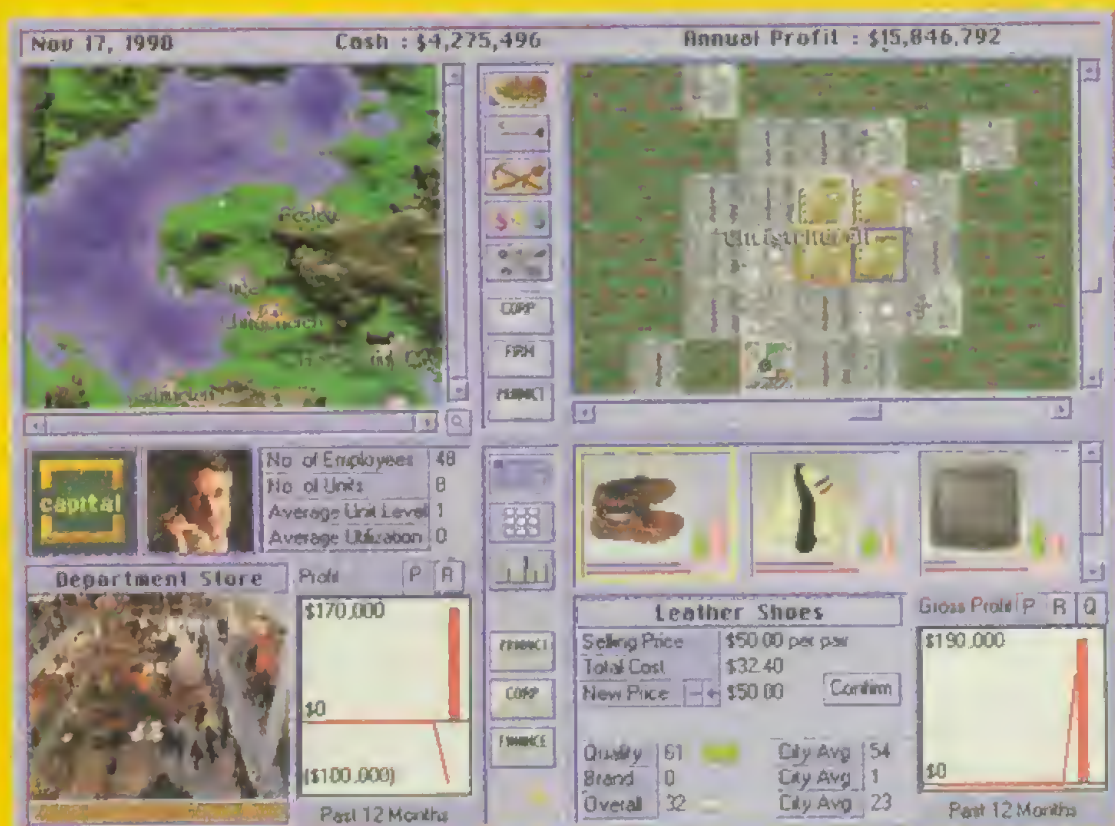 Nov 17, 1990
Cash : $4,275,496
Annual Profit : $15,846,792
CORP
FIRM
PRODUCT
capital
No. of Employees 48
No. of Units 8
Average Unit Level 1
Average Utilization 0
Department Store
Profit P R
$170,000
$0
($100,000)
Past 12 Months
PRODUCT
CORP
FINANCE
Leather Shoes
Selling Price $50.00 per pair
Total Cost $32.40
New Price - + $50.00 Confirm
Quality 61 City Avg 54
Brand 0 City Avg 1
Overall 32 City Avg 23
Gross Profit P R Q
$190,000
$0
Past 12 Months